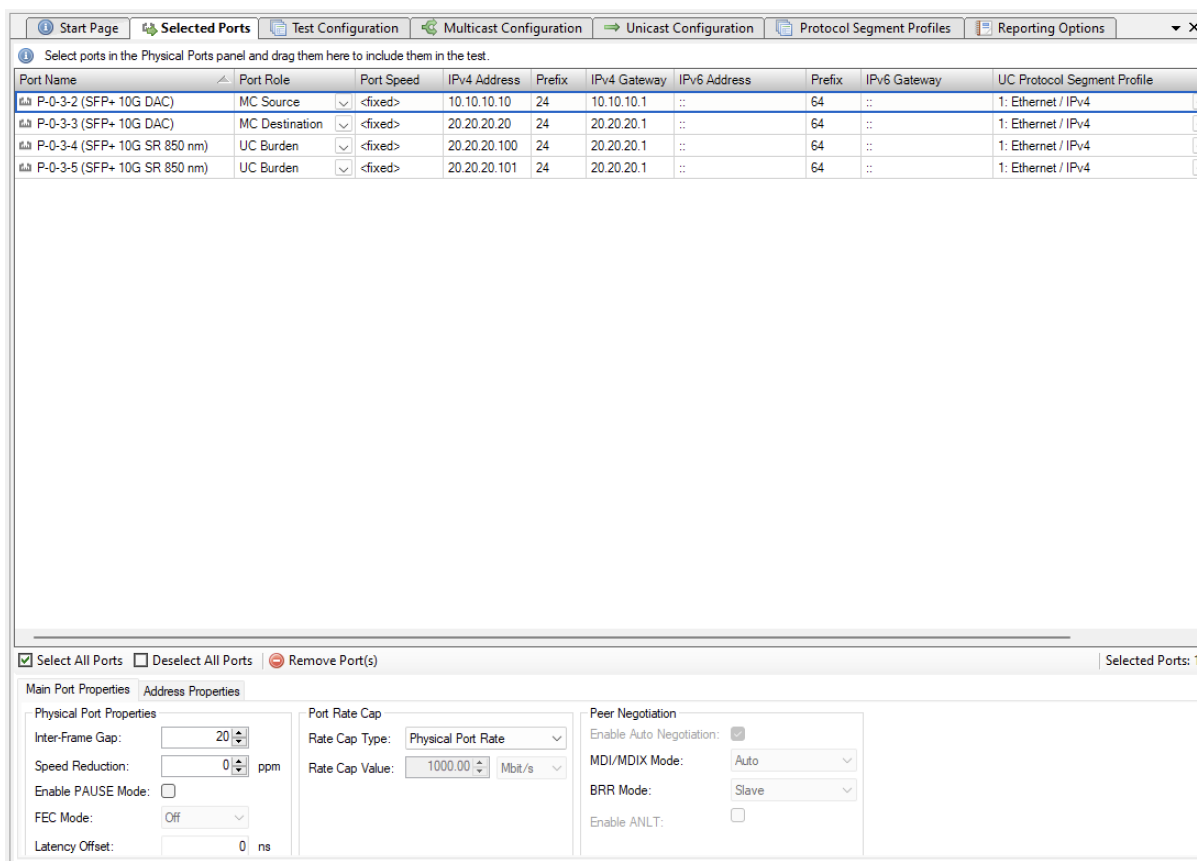 Start Page Selected Ports Test Configuration Multicast Configuration Unicast Configuration Protocol Segment Profiles Reporting Options
Select ports in the Physical Ports panel and drag them here to include them in the test.
Port Name Port Role Port Speed IPv4 Address Prefix IPv4 Gateway IPv6 Address Prefix IPv6 Gateway UC Protocol Segment Profile
P-0-3-2 (SFP+ 10G DAC) MC Source <fixed> 10.10.10.10 24 10.10.10.1 :: 64 :: 1: Ethernet / IPv4
P-0-3-3 (SFP+ 10G DAC) MC Destination <fixed> 20.20.20.20 24 20.20.20.1 :: 64 :: 1: Ethernet / IPv4
P-0-3-4 (SFP+ 10G SR 850 nm) UC Burden <fixed> 20.20.20.100 24 20.20.20.1 :: 64 :: 1: Ethernet / IPv4
P-0-3-5 (SFP+ 10G SR 850 nm) UC Burden <fixed> 20.20.20.101 24 20.20.20.1 :: 64 :: 1: Ethernet / IPv4
Select All Ports Deselect All Ports Remove Port(s) Selected Ports:
Main Port Properties Address Properties
Physical Port Properties Port Rate Cap Peer Negotiation
Inter-Frame Gap: 20 Rate Cap Type: Physical Port Rate Enable Auto Negotiation:
Speed Reduction: 0 ppm Rate Cap Value: 1000.00 Mbit/s MDI/MDIX Mode: Auto
Enable PAUSE Mode: BRR Mode: Slave
FEC Mode: Off Enable ANLT:
Latency Offset: 0 ns